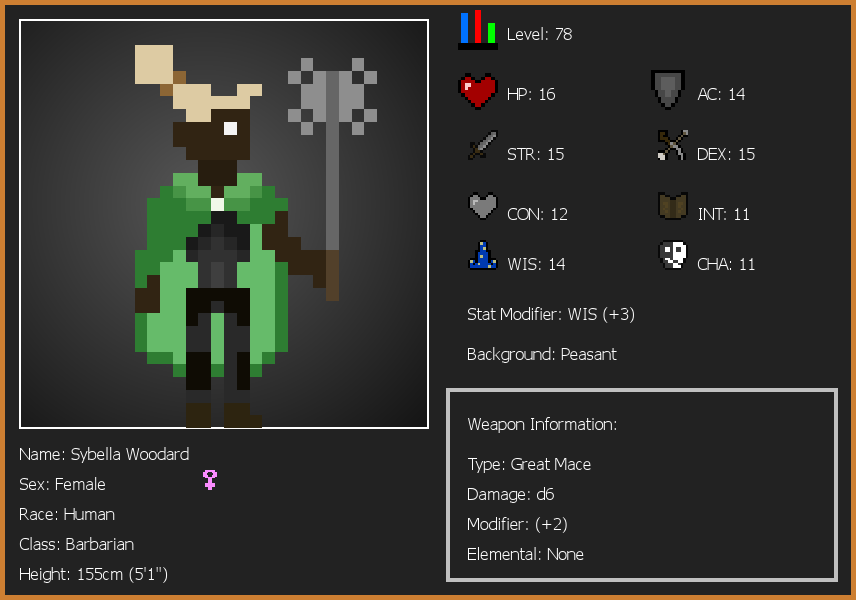 Level: 78
HP: 16
AC: 14
STR: 15
DEX: 15
CON: 12
INT: 11
WIS: 14
CHA: 11
Stat Modifier: WIS (+3)
Background: Peasant
Weapon Information:
Type: Great Mace
Damage: d6
Modifier: (+2)
Elemental: None
Name: Sybella Woodard
Sex: Female
Race: Human
Class: Barbarian
Height: 155cm (5'1")